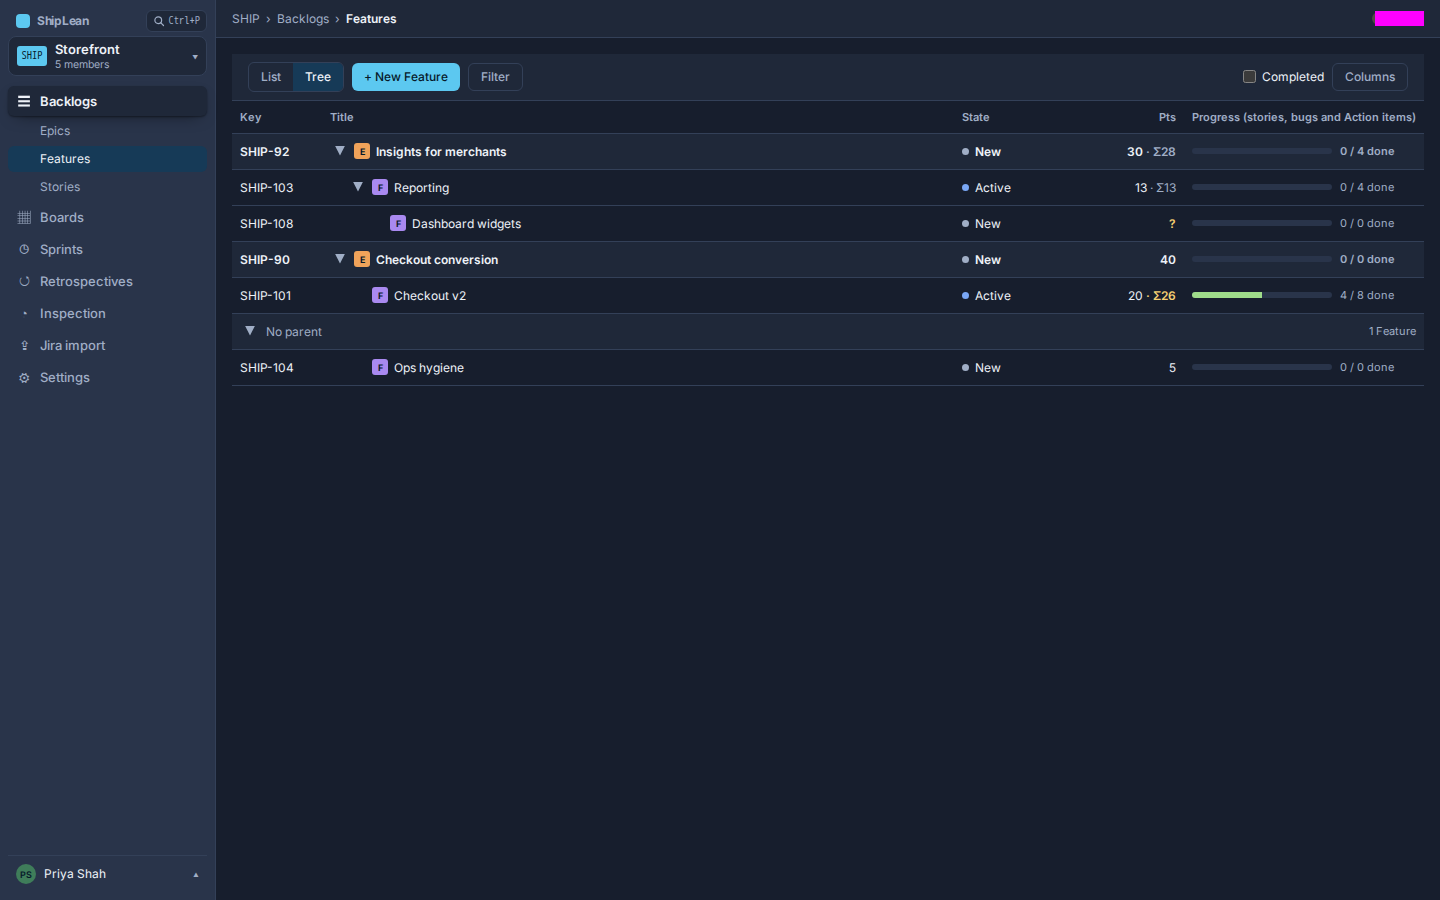 ShipLean
Ctrl+P
SHIP
Storefront
5 members
Backlogs
Epics
Features
Stories
Boards
Sprints
Retrospectives
Inspection
Jira import
Settings
PS Priya Shah
SHIP › Backlogs › Features
List Tree + New Feature Filter Completed Columns
Key Title State Pts Progress (stories, bugs and Action items)
SHIP-92 E Insights for merchants New 30 · Σ28 0 / 4 done
SHIP-103 F Reporting Active 13 · Σ13 0 / 4 done
SHIP-108 F Dashboard widgets New ? 0 / 0 done
SHIP-90 E Checkout conversion New 40 0 / 0 done
SHIP-101 F Checkout v2 Active 20 · Σ26 4 / 8 done
No parent 1 Feature
SHIP-104 F Ops hygiene New 5 0 / 0 done